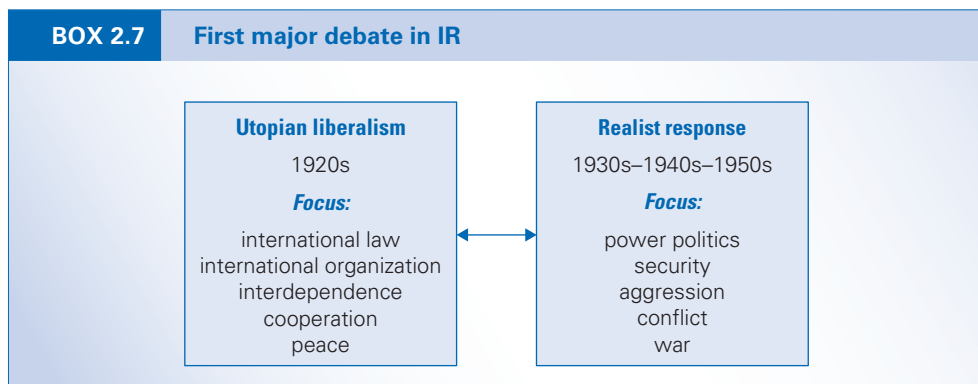 BOX 2.7 First major debate in IR
Utopian liberalism
1920s
Focus:
international law
international organization
interdependence
cooperation
peace
Realist response
1930s–1940s–1950s
Focus:
power politics
security
aggression
conflict
war